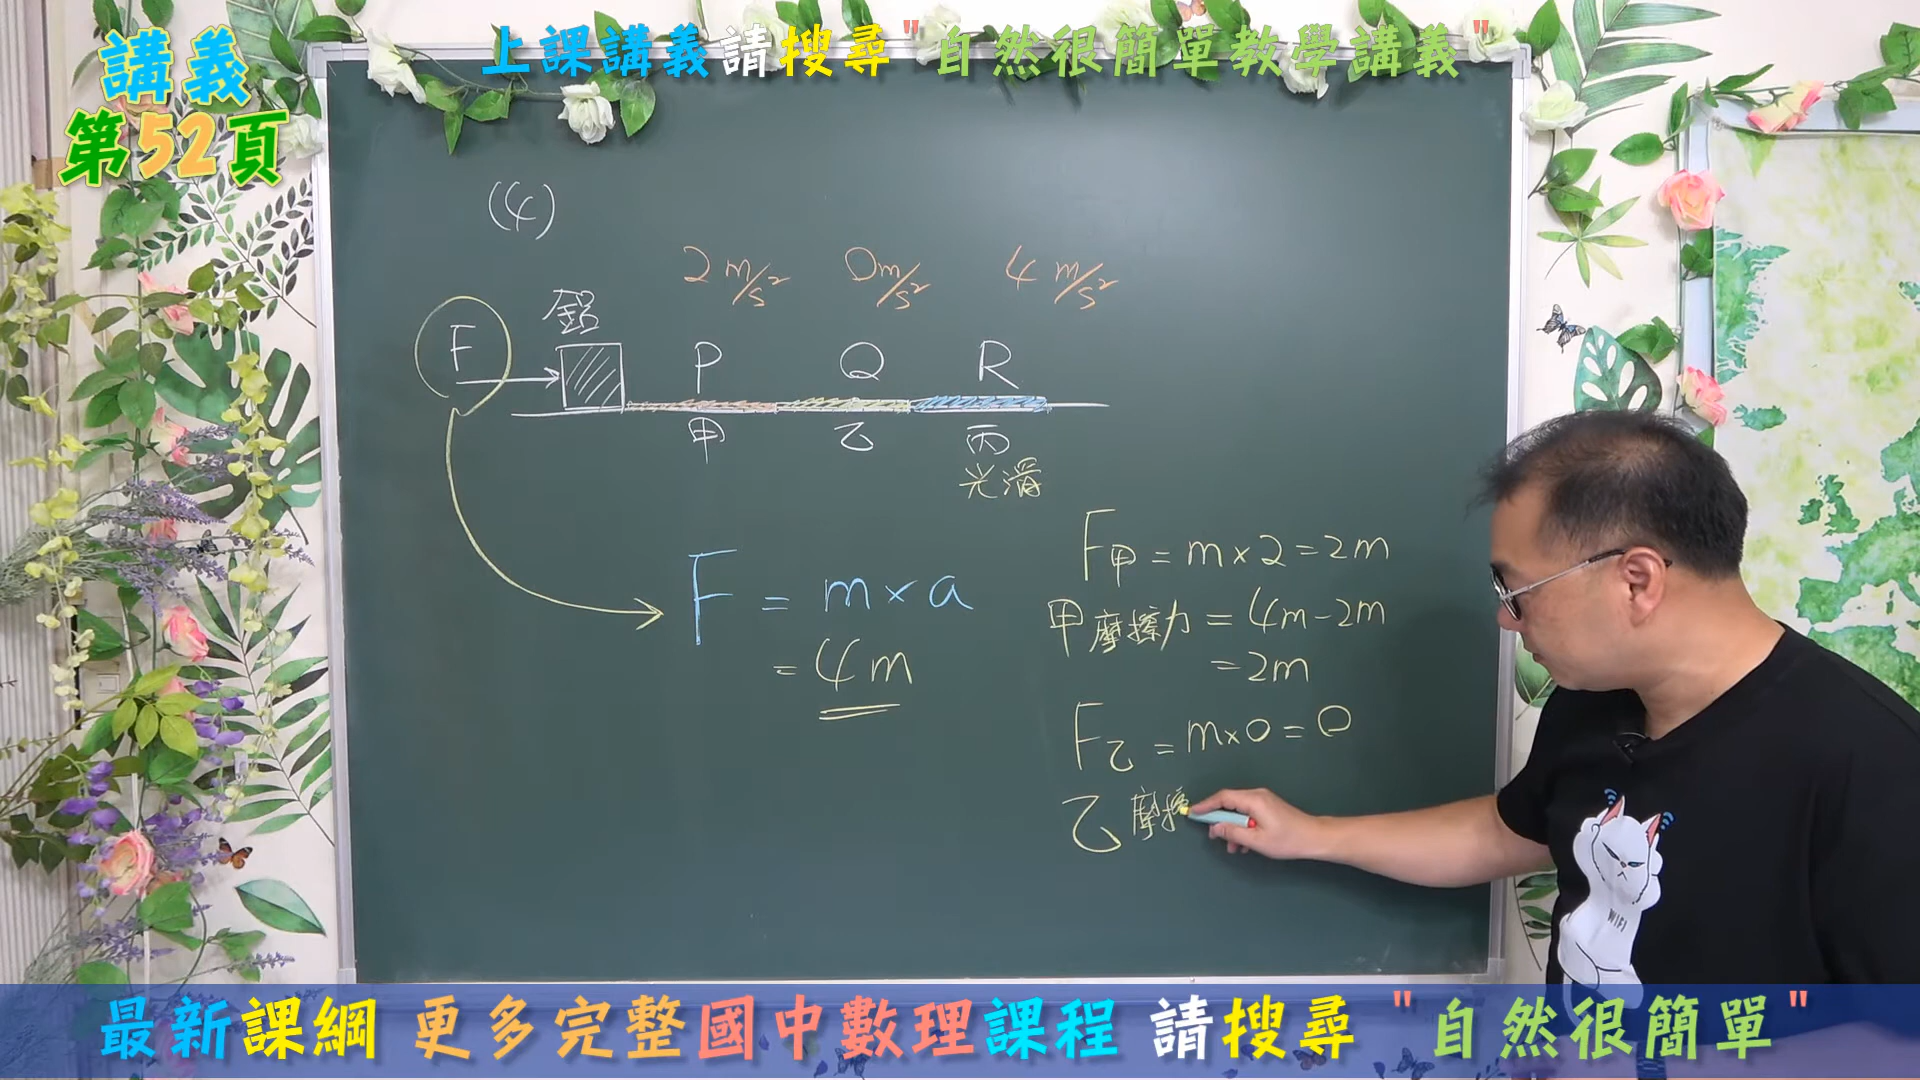 上課講義請搜尋"自然很簡單教學講義"
講義
第52頁
(4)
2 m/s² 0 m/s² 4 m/s²
鋁
F P Q R
甲 乙 丙
光滑
F = m×a
= 4m
F甲 = m×2 = 2m
甲摩擦力 = 4m-2m
= 2m
F乙 = m×0 = 0
乙摩擦
WIFI
最新課綱 更多完整國中數理課程 請搜尋 "自然很簡單"